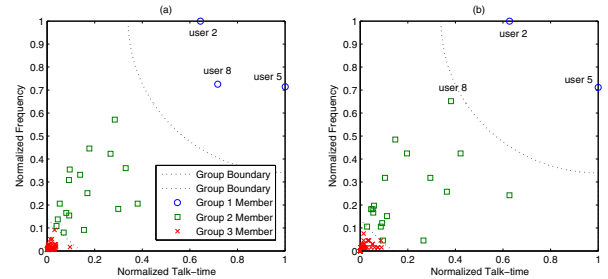 (a)
(b)
1
0.9
0.8
0.7
0.6
0.5
0.4
0.3
0.2
0.1
0
Normalized Frequency
user 2
user 8
user 5
Group Boundary
Group Boundary
Group 1 Member
Group 2 Member
Group 3 Member
0 0.2 0.4 0.6 0.8 1
Normalized Talk-time
1
0.9
0.8
0.7
0.6
0.5
0.4
0.3
0.2
0.1
0
Normalized Frequency
user 2
user 8
user 5
0 0.2 0.4 0.6 0.8 1
Normalized Talk-time